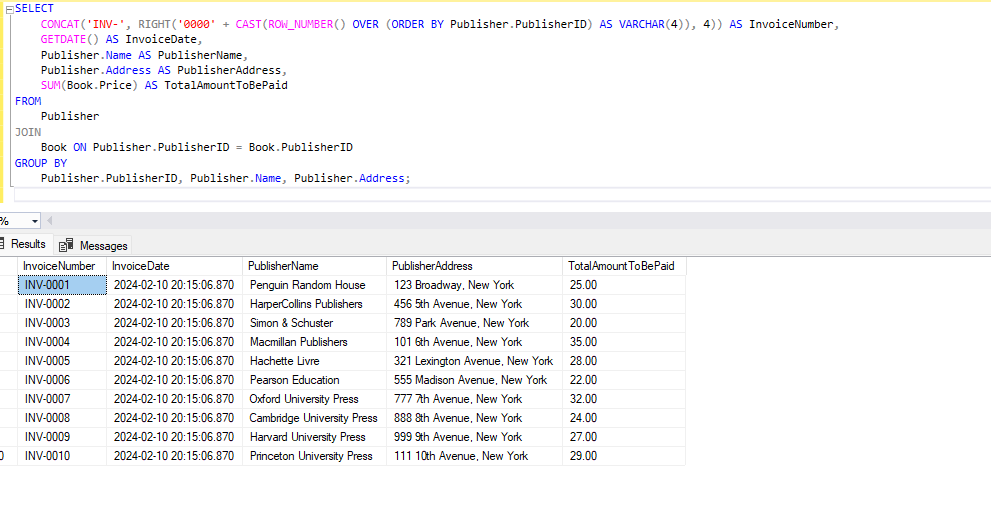 SELECT
CONCAT('INV-', RIGHT('0000' + CAST(ROW_NUMBER() OVER (ORDER BY Publisher.PublisherID) AS VARCHAR(4)), 4)) AS InvoiceNumber,
GETDATE() AS InvoiceDate,
Publisher.Name AS PublisherName,
Publisher.Address AS PublisherAddress,
SUM(Book.Price) AS TotalAmountToBePaid
FROM
Publisher
JOIN
Book ON Publisher.PublisherID = Book.PublisherID
GROUP BY
Publisher.PublisherID, Publisher.Name, Publisher.Address;
%
Results Messages
InvoiceNumber InvoiceDate PublisherName PublisherAddress TotalAmountToBePaid
INV-0001 2024-02-10 20:15:06.870 Penguin Random House 123 Broadway, New York 25.00
INV-0002 2024-02-10 20:15:06.870 HarperCollins Publishers 456 5th Avenue, New York 30.00
INV-0003 2024-02-10 20:15:06.870 Simon & Schuster 789 Park Avenue, New York 20.00
INV-0004 2024-02-10 20:15:06.870 Macmillan Publishers 101 6th Avenue, New York 35.00
INV-0005 2024-02-10 20:15:06.870 Hachette Livre 321 Lexington Avenue, New York 28.00
INV-0006 2024-02-10 20:15:06.870 Pearson Education 555 Madison Avenue, New York 22.00
INV-0007 2024-02-10 20:15:06.870 Oxford University Press 777 7th Avenue, New York 32.00
INV-0008 2024-02-10 20:15:06.870 Cambridge University Press 888 8th Avenue, New York 24.00
INV-0009 2024-02-10 20:15:06.870 Harvard University Press 999 9th Avenue, New York 27.00
0 INV-0010 2024-02-10 20:15:06.870 Princeton University Press 111 10th Avenue, New York 29.00